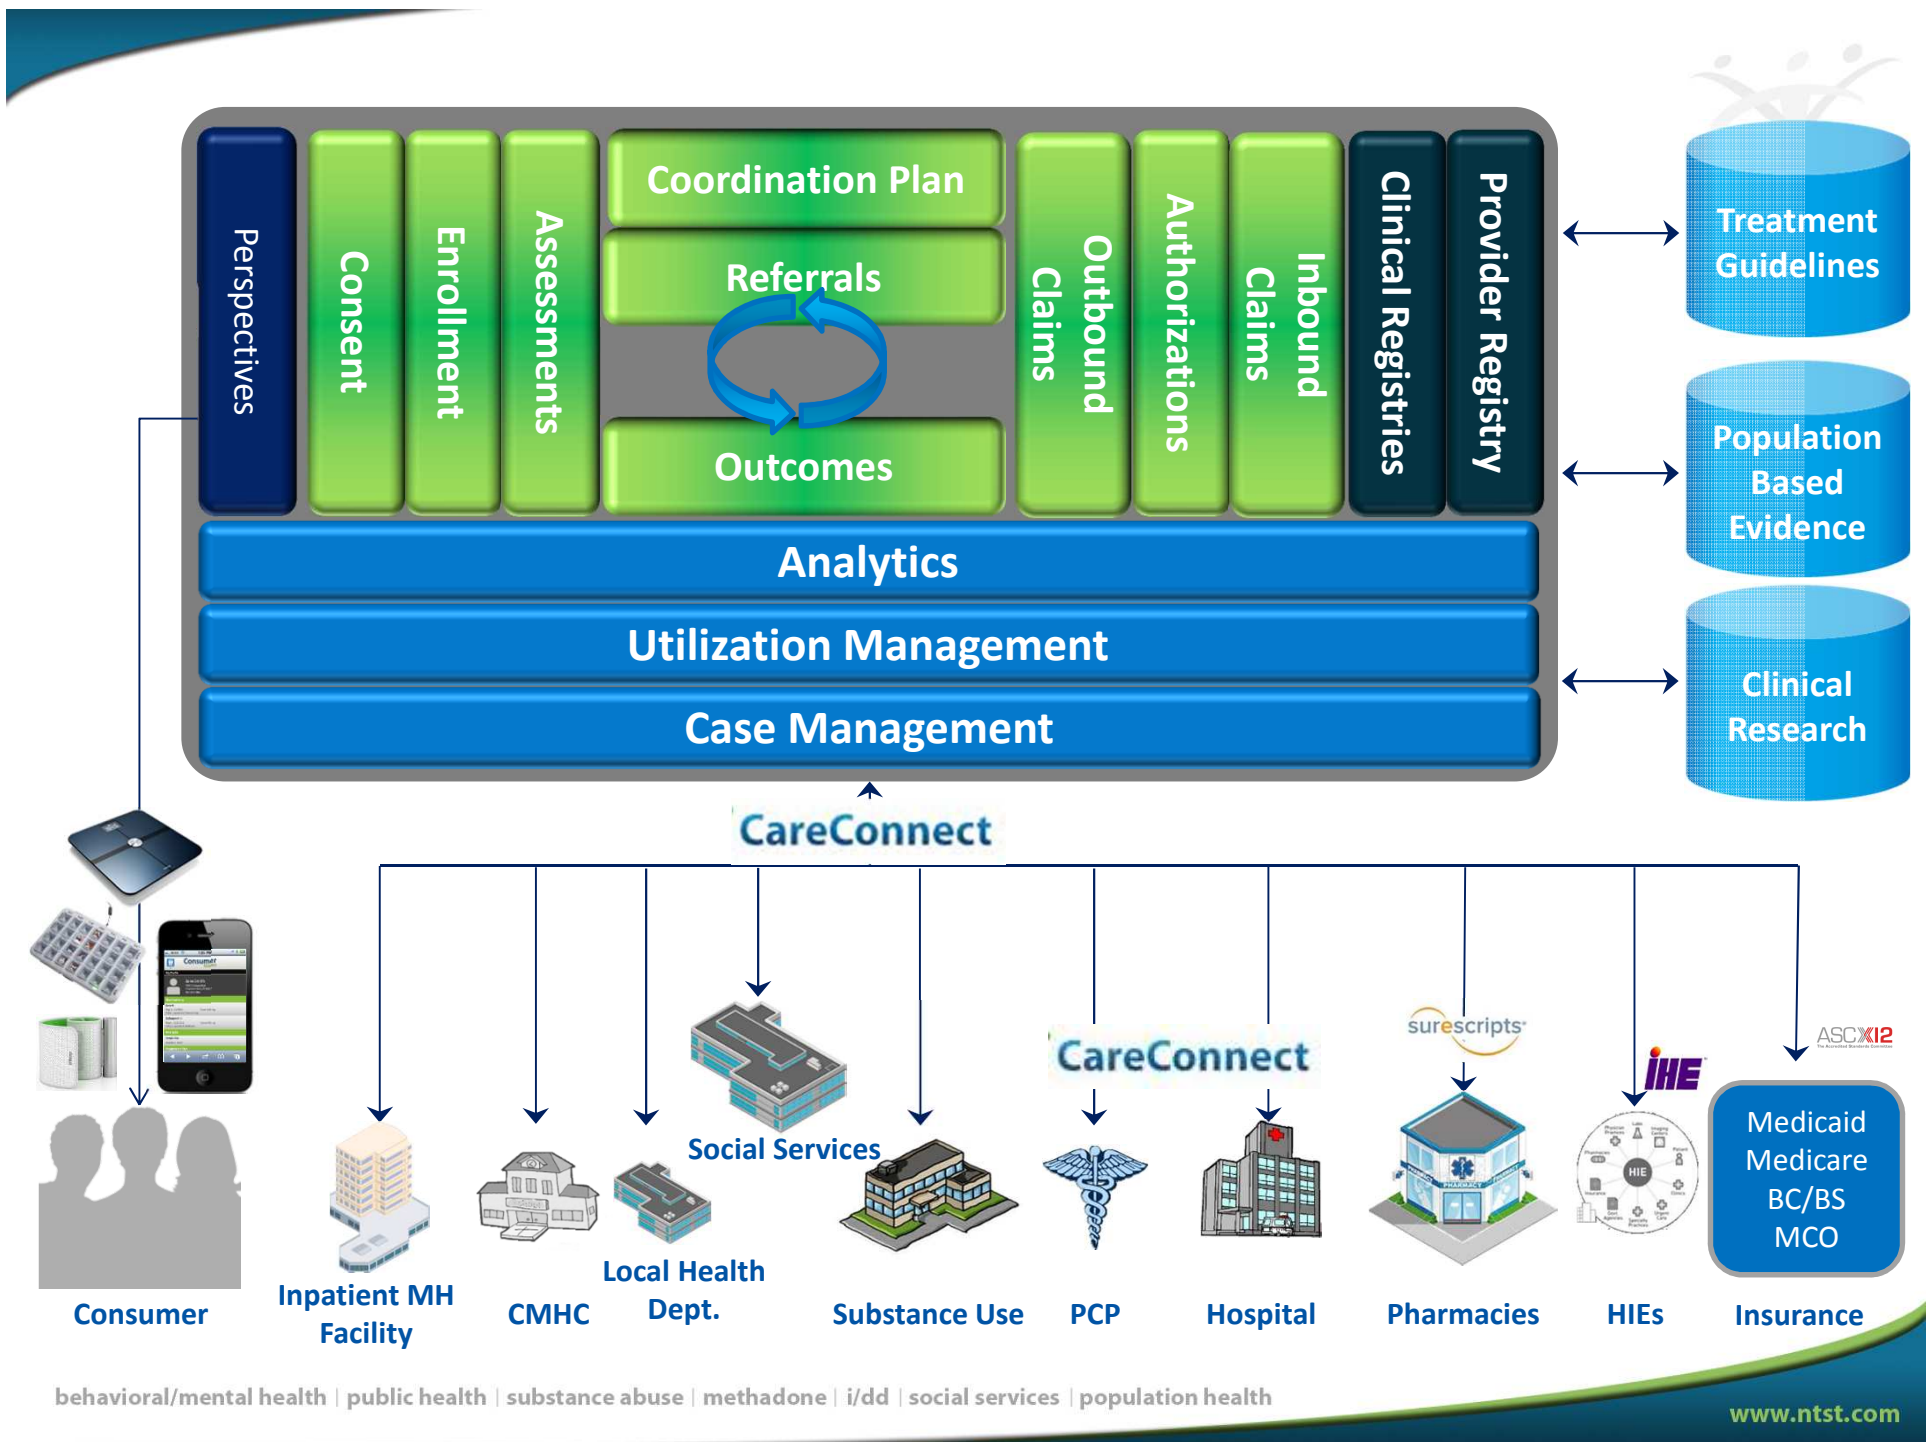 Perspectives
Consent
Enrollment
Assessments
Coordination Plan
Referrals
Outcomes
Outbound
Claims
Authorizations
Inbound
Claims
Clinical Registries
Provider Registry
Analytics
Utilization Management
Case Management
Treatment
Guidelines
Population
Based
Evidence
Clinical
Research
CareConnect
Consumer
CareConnect
surescripts
IHE
ASC X12
HIE
PHARMACY
Medicaid
Medicare
BC/BS
MCO
Consumer
Inpatient MH
Facility
CMHC
Local Health
Dept.
Social Services
Substance Use
PCP
Hospital
Pharmacies
HIEs
Insurance
behavioral/mental health | public health | substance abuse | methadone | i/dd | social services | population health
www.ntst.com